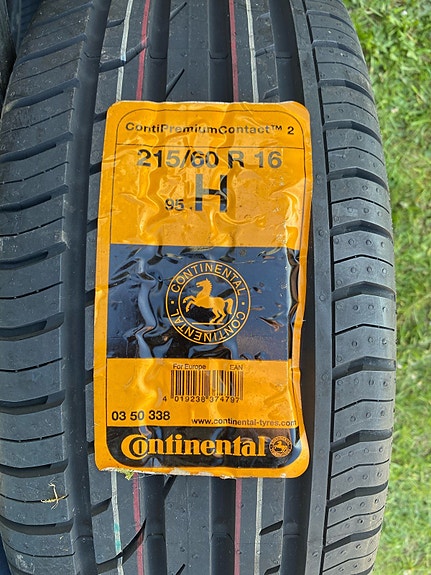 ContiPremiumContact™ 2
215/60 R 16
95 H
CONTINENTAL · CONTINENTAL ·
For Europe EAN
4 019238 374797
03 50 338
www.continental-tyres.com
Continental